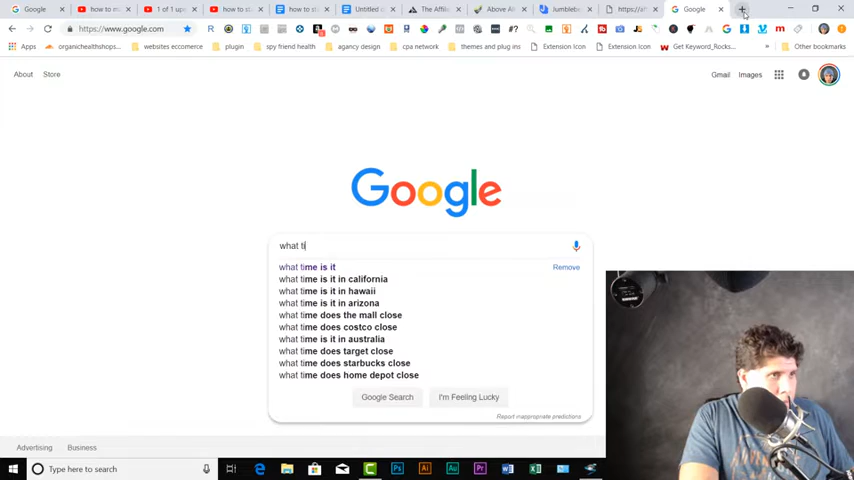 Google
how to m
1 of 1 up
how to st
how to st
Untitled
The Affilia
Above Al
Jumblebe
https://af
Google
https://www.google.com
Apps
organichealthshops
websites eccomerce
plugin
spy friend health
agancy design
cpa network
themes and plug ins
Extension Icon
Extension Icon
Get Keyword_Rocks...
Other bookmarks
About
Store
Gmail
Images
Google
what ti
what time is it
Remove
what time is it in california
what time is it in hawaii
what time is it in arizona
what time does the mall close
what time does costco close
what time is it in australia
what time does target close
what time does starbucks close
what time does home depot close
Google Search
I'm Feeling Lucky
Report inappropriate predictions
Advertising
Business
Type here to search